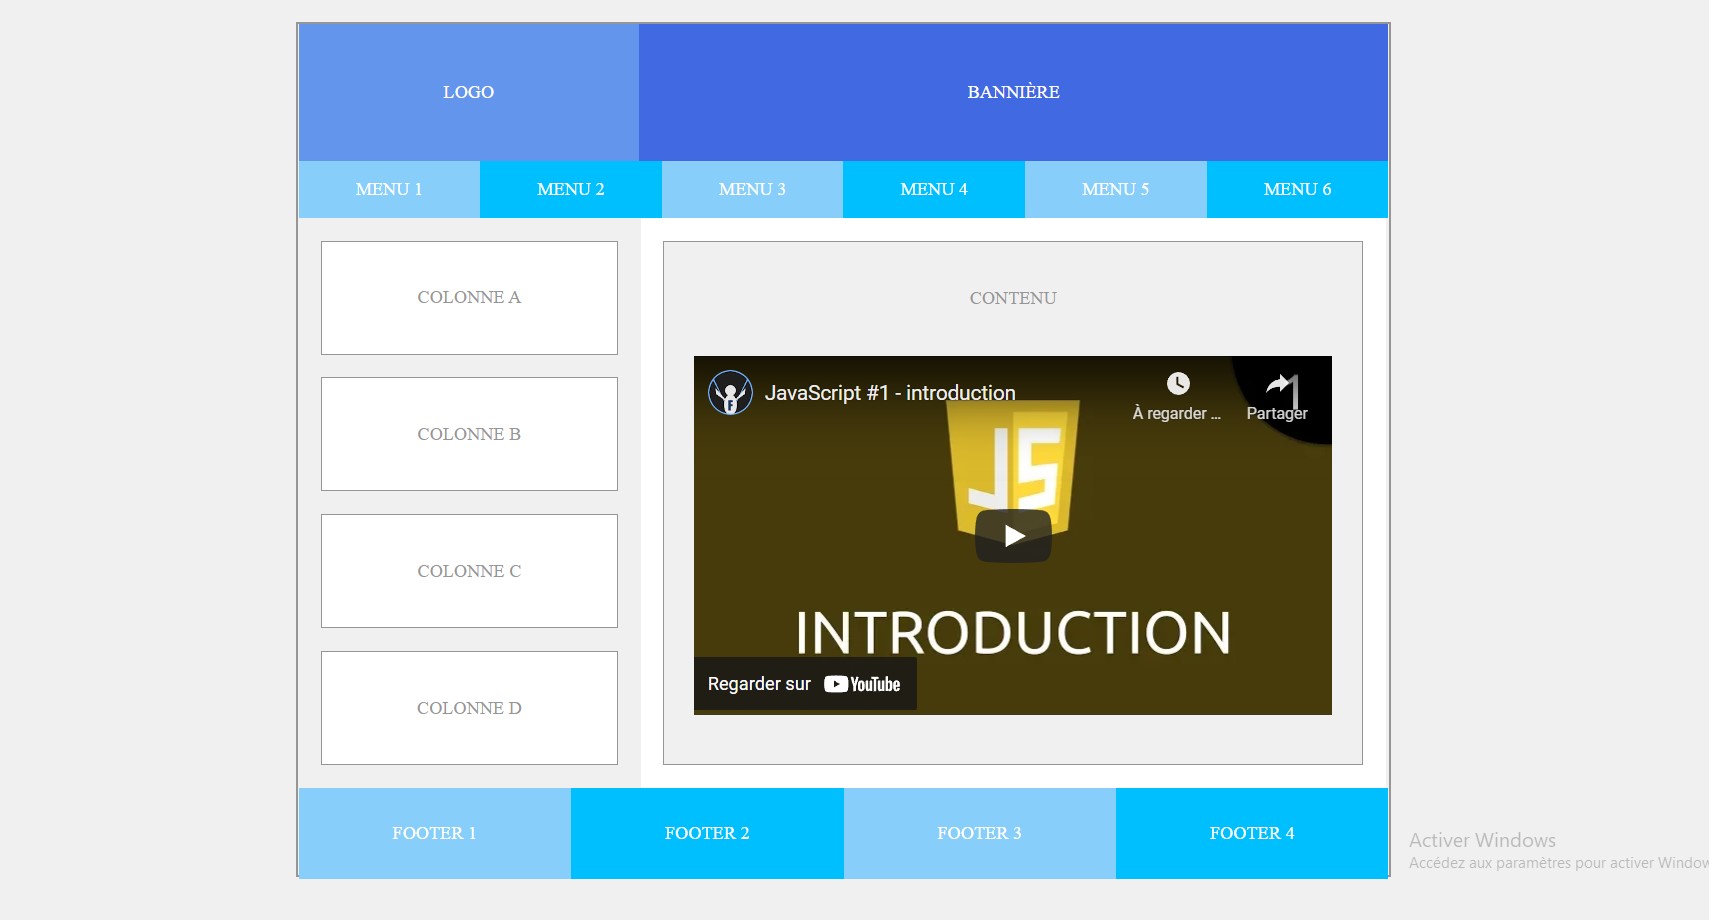 LOGO
BANNIÈRE
MENU 1
MENU 2
MENU 3
MENU 4
MENU 5
MENU 6
COLONNE A
COLONNE B
COLONNE C
COLONNE D
CONTENU
F
JavaScript #1 - introduction
À regarder ...
Partager
1
JS
INTRODUCTION
Regarder sur YouTube
FOOTER 1
FOOTER 2
FOOTER 3
FOOTER 4
Activer Windows
Accédez aux paramètres pour activer Window